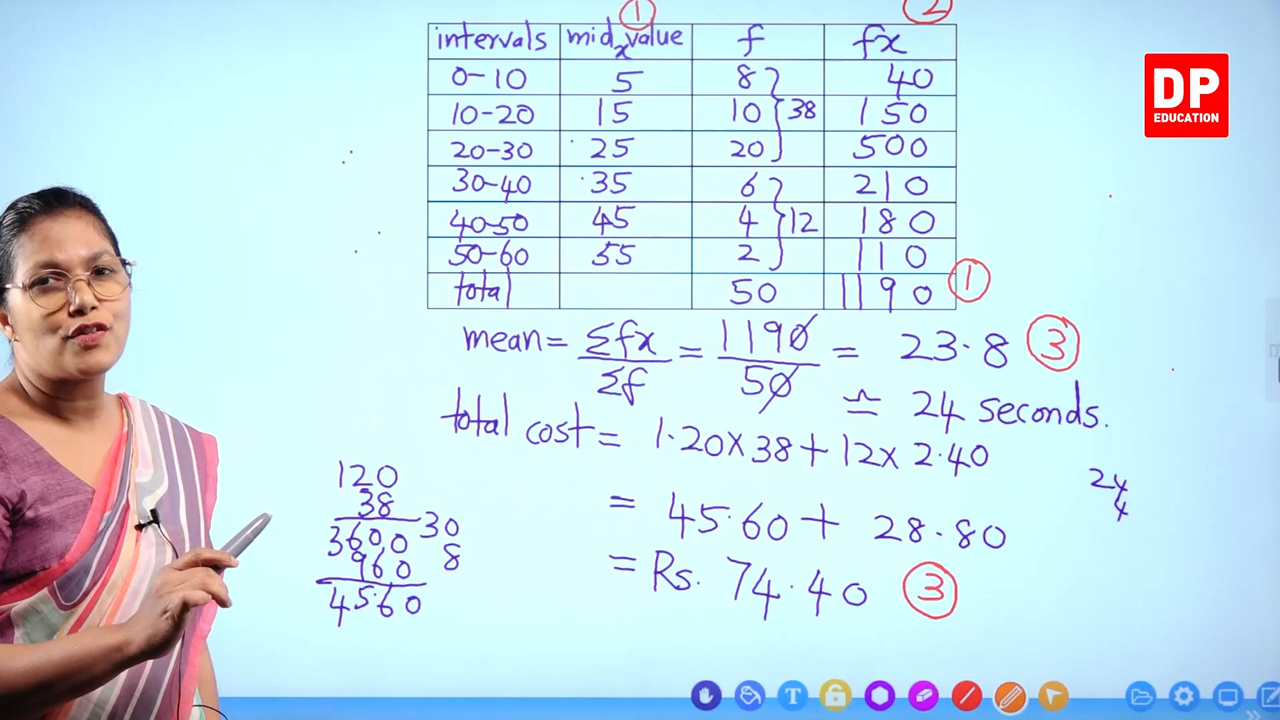 ① ②
intervals mid value x f fx
0-10 5 8 40
10-20 15 10 38 150
20-30 25 20 500
30-40 35 6 210
40-50 45 4 12 180
50-60 55 2 110
total 50 1190 ①
mean = Σfx/Σf = 1190/50 = 23.8 ③
≏ 24 seconds.
total cost = 1.20 × 38 + 12 × 2.40
= 45.60 + 28.80
= Rs. 74.40 ③
120
38
3600 30
960 8
45.60
24
4
DP
EDUCATION
T